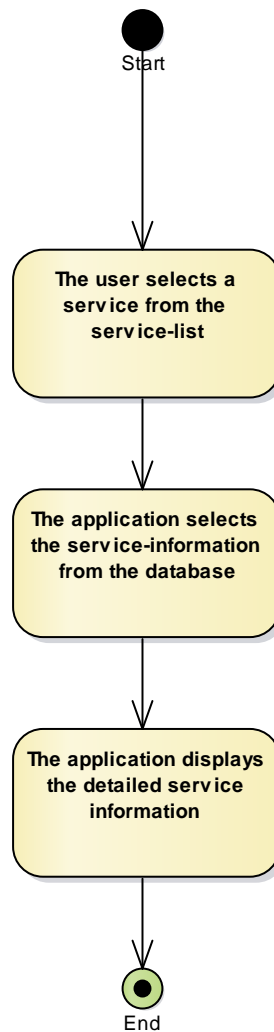 Start
The user selects a
service from the
service-list
The application selects
the service-information
from the database
The application displays
the detailed service
information
End